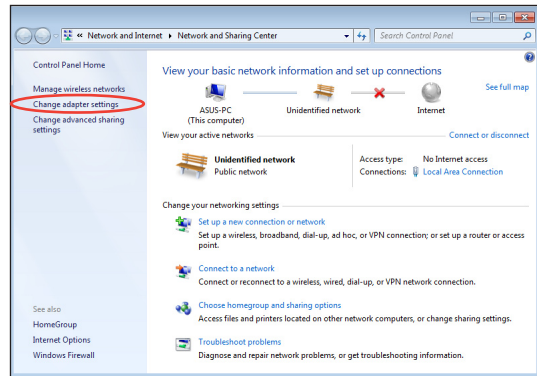 « Network and Internet ▸ Network and Sharing Center
Search Control Panel
Control Panel Home
Manage wireless networks
Change adapter settings
Change advanced sharing
settings
See also
HomeGroup
Internet Options
Windows Firewall
View your basic network information and set up connections
See full map
ASUS-PC
(This computer)
Unidentified network
Internet
View your active networks
Connect or disconnect
Unidentified network
Public network
Access type: No Internet access
Connections: Local Area Connection
Change your networking settings
Set up a new connection or network
Set up a wireless, broadband, dial-up, ad hoc, or VPN connection; or set up a router or access
point.
Connect to a network
Connect or reconnect to a wireless, wired, dial-up, or VPN network connection.
Choose homegroup and sharing options
Access files and printers located on other network computers, or change sharing settings.
Troubleshoot problems
Diagnose and repair network problems, or get troubleshooting information.